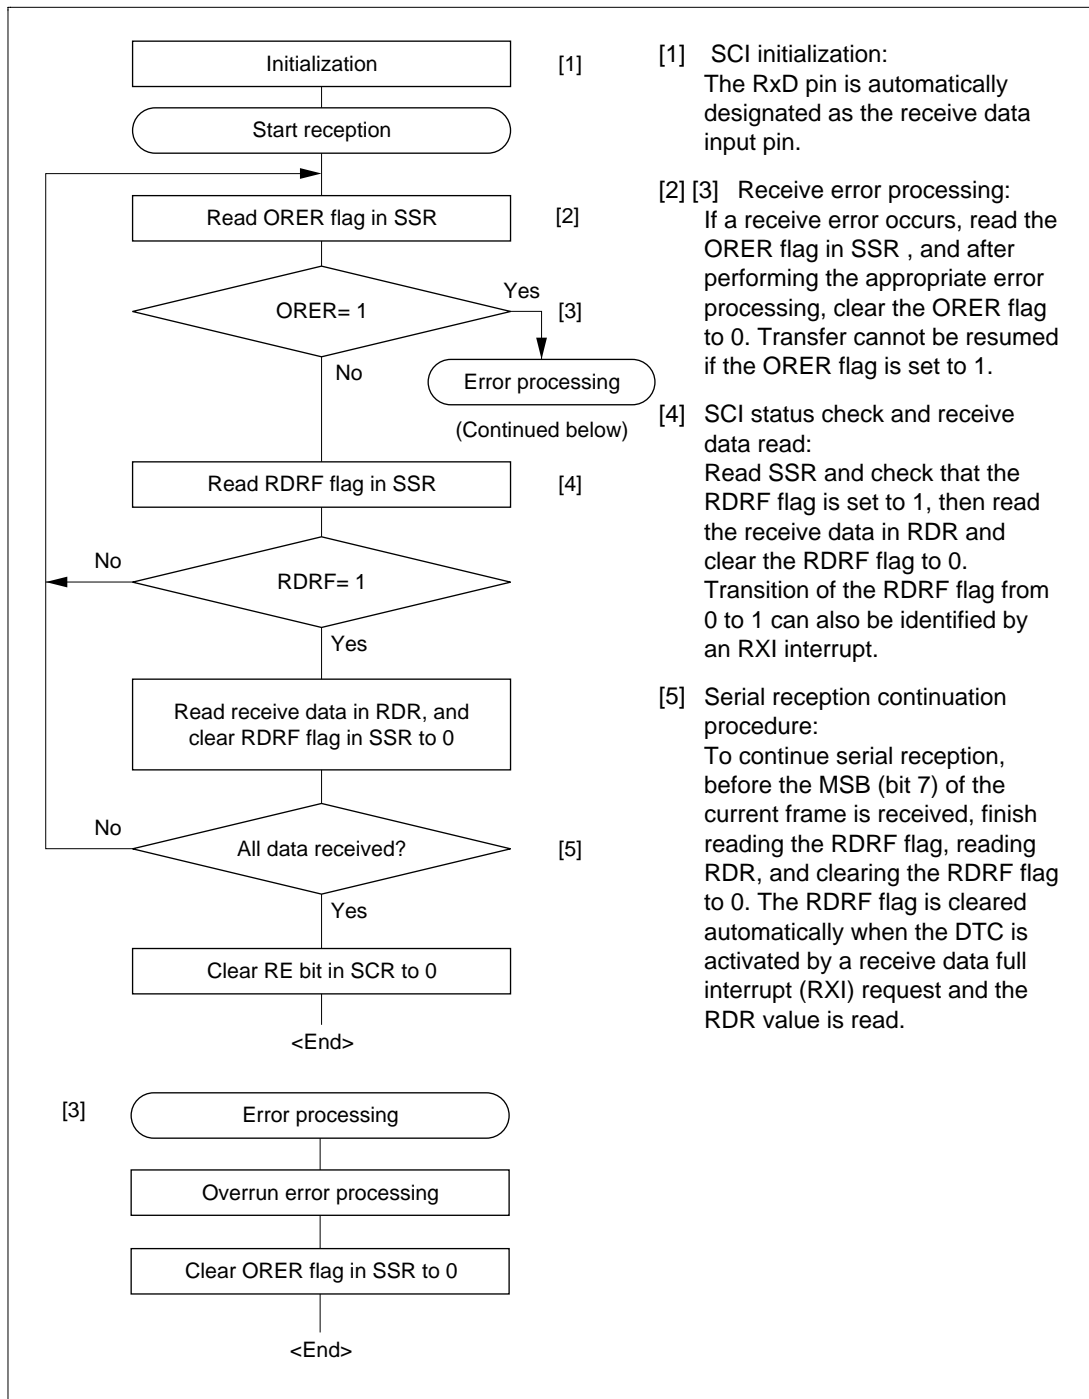 Initialization
[1]
Start reception
Read ORER flag in SSR
[2]
ORER= 1
Yes
[3]
No
Error processing
(Continued below)
Read RDRF flag in SSR
[4]
No
RDRF= 1
Yes
Read receive data in RDR, and
clear RDRF flag in SSR to 0
No
All data received?
[5]
Yes
Clear RE bit in SCR to 0
<End>
[3]
Error processing
Overrun error processing
Clear ORER flag in SSR to 0
<End>
[1] SCI initialization:
The RxD pin is automatically
designated as the receive data
input pin.
[2] [3] Receive error processing:
If a receive error occurs, read the
ORER flag in SSR , and after
performing the appropriate error
processing, clear the ORER flag
to 0. Transfer cannot be resumed
if the ORER flag is set to 1.
[4] SCI status check and receive
data read:
Read SSR and check that the
RDRF flag is set to 1, then read
the receive data in RDR and
clear the RDRF flag to 0.
Transition of the RDRF flag from
0 to 1 can also be identified by
an RXI interrupt.
[5] Serial reception continuation
procedure:
To continue serial reception,
before the MSB (bit 7) of the
current frame is received, finish
reading the RDRF flag, reading
RDR, and clearing the RDRF flag
to 0. The RDRF flag is cleared
automatically when the DTC is
activated by a receive data full
interrupt (RXI) request and the
RDR value is read.